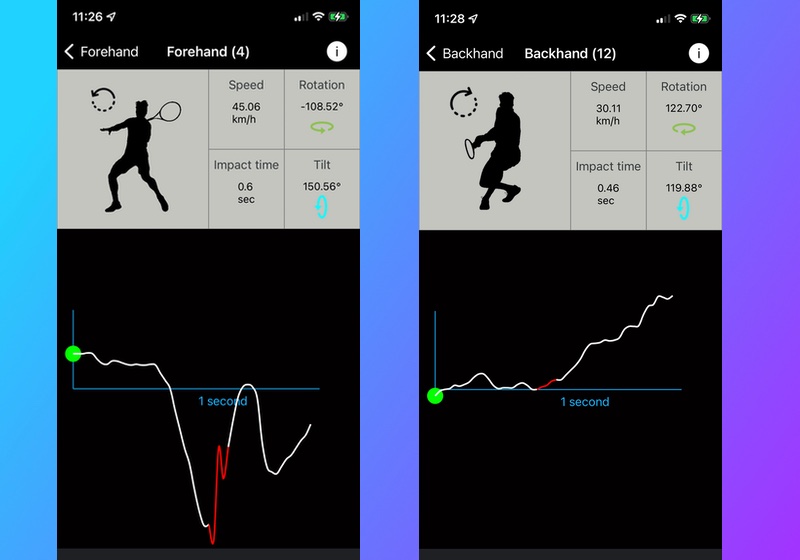 11:26
Forehand
Forehand (4)
i
Speed
45.06
km/h
Rotation
-108.52°
Impact time
0.6
sec
Tilt
150.56°
1 second
11:28
Backhand
Backhand (12)
i
Speed
30.11
km/h
Rotation
122.70°
Impact time
0.46
sec
Tilt
119.88°
1 second